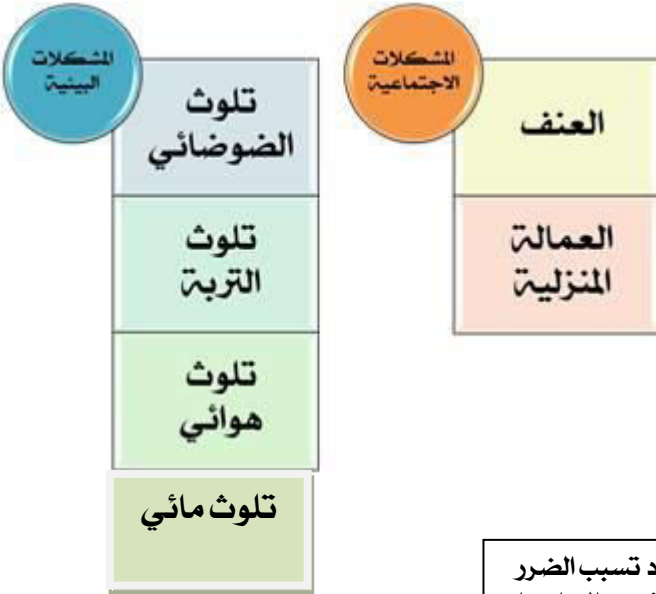 المشكلات
الاجتماعية
العنف
العمالة
المنزلية
المشكلات
البيئية
تلوث
الضوضائي
تلوث
التربة
تلوث
هوائي
تلوث مائي
د تسبب الضرر